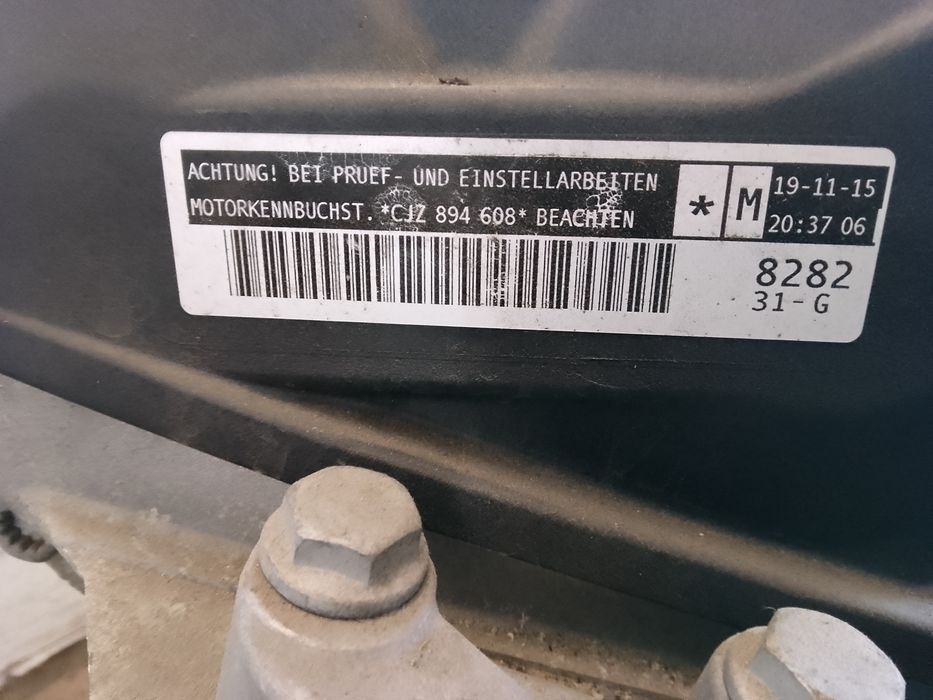 ACHTUNG! BEI PRUEF- UND EINSTELLARBEITEN
MOTORKENNBUCHST. *CJZ 894 608* BEACHTEN
* M
19-11-15
20:37 06
8282
31-G